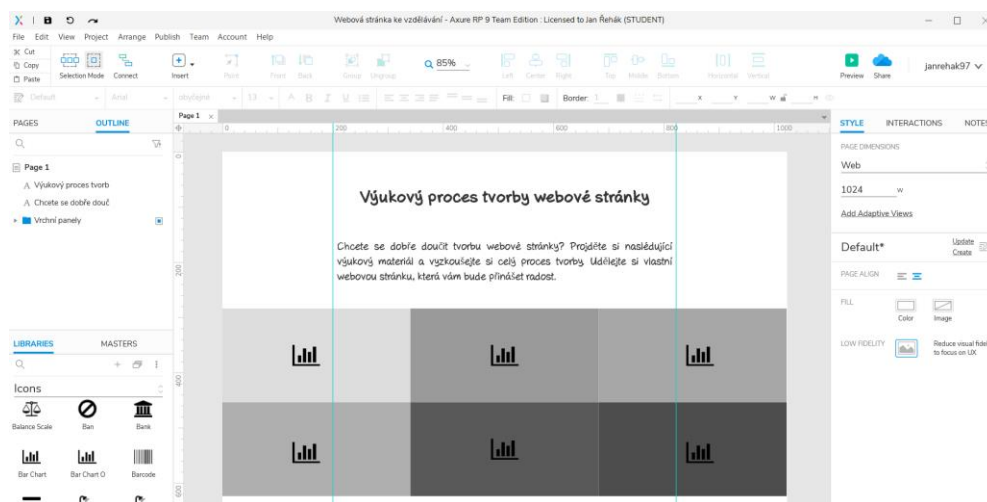 Webová stránka ke vzdělávání - Axure RP 9 Team Edition : Licensed to Jan Řehák (STUDENT)
File Edit View Project Arrange Publish Team Account Help
Cut
Copy
Paste
Selection Mode
Connect
Insert
Point
Front
Back
Group
Ungroup
85%
Left
Center
Right
Top
Middle
Bottom
Horizontal
Vertical
Preview
Share
janrehak97
Default
Arial
obyčejné
13
Fill:
Border: 1
X Y W H
PAGES OUTLINE
Page 1
0 200 400 600 800 1000
STYLE INTERACTIONS NOTES
Page 1
Výukový proces tvorb
Chcete se dobře douč
Vrchní panely
0
200
400
600
Výukový proces tvorby webové stránky
Chcete se dobře doučit tvorbu webové stránky? Projděte si naslédující
výukový materiál a vyzkoušejte si celý proces tvorby. Udělejte si vlastní
webovou stránku, která vám bude přinášet radost.
LIBRARIES MASTERS
Icons
Balance Scale
Ban
Bank
Bar Chart
Bar Chart O
Barcode
PAGE DIMENSIONS
Web
1024 W
Add Adaptive Views
Default*
Update
Create
PAGE ALIGN
FILL
Color
Image
LOW FIDELITY
Reduce visual fidel
to focus on UX